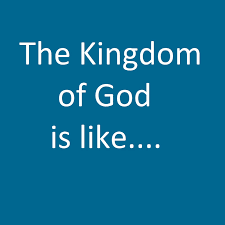 The Kingdom
of God
is like....